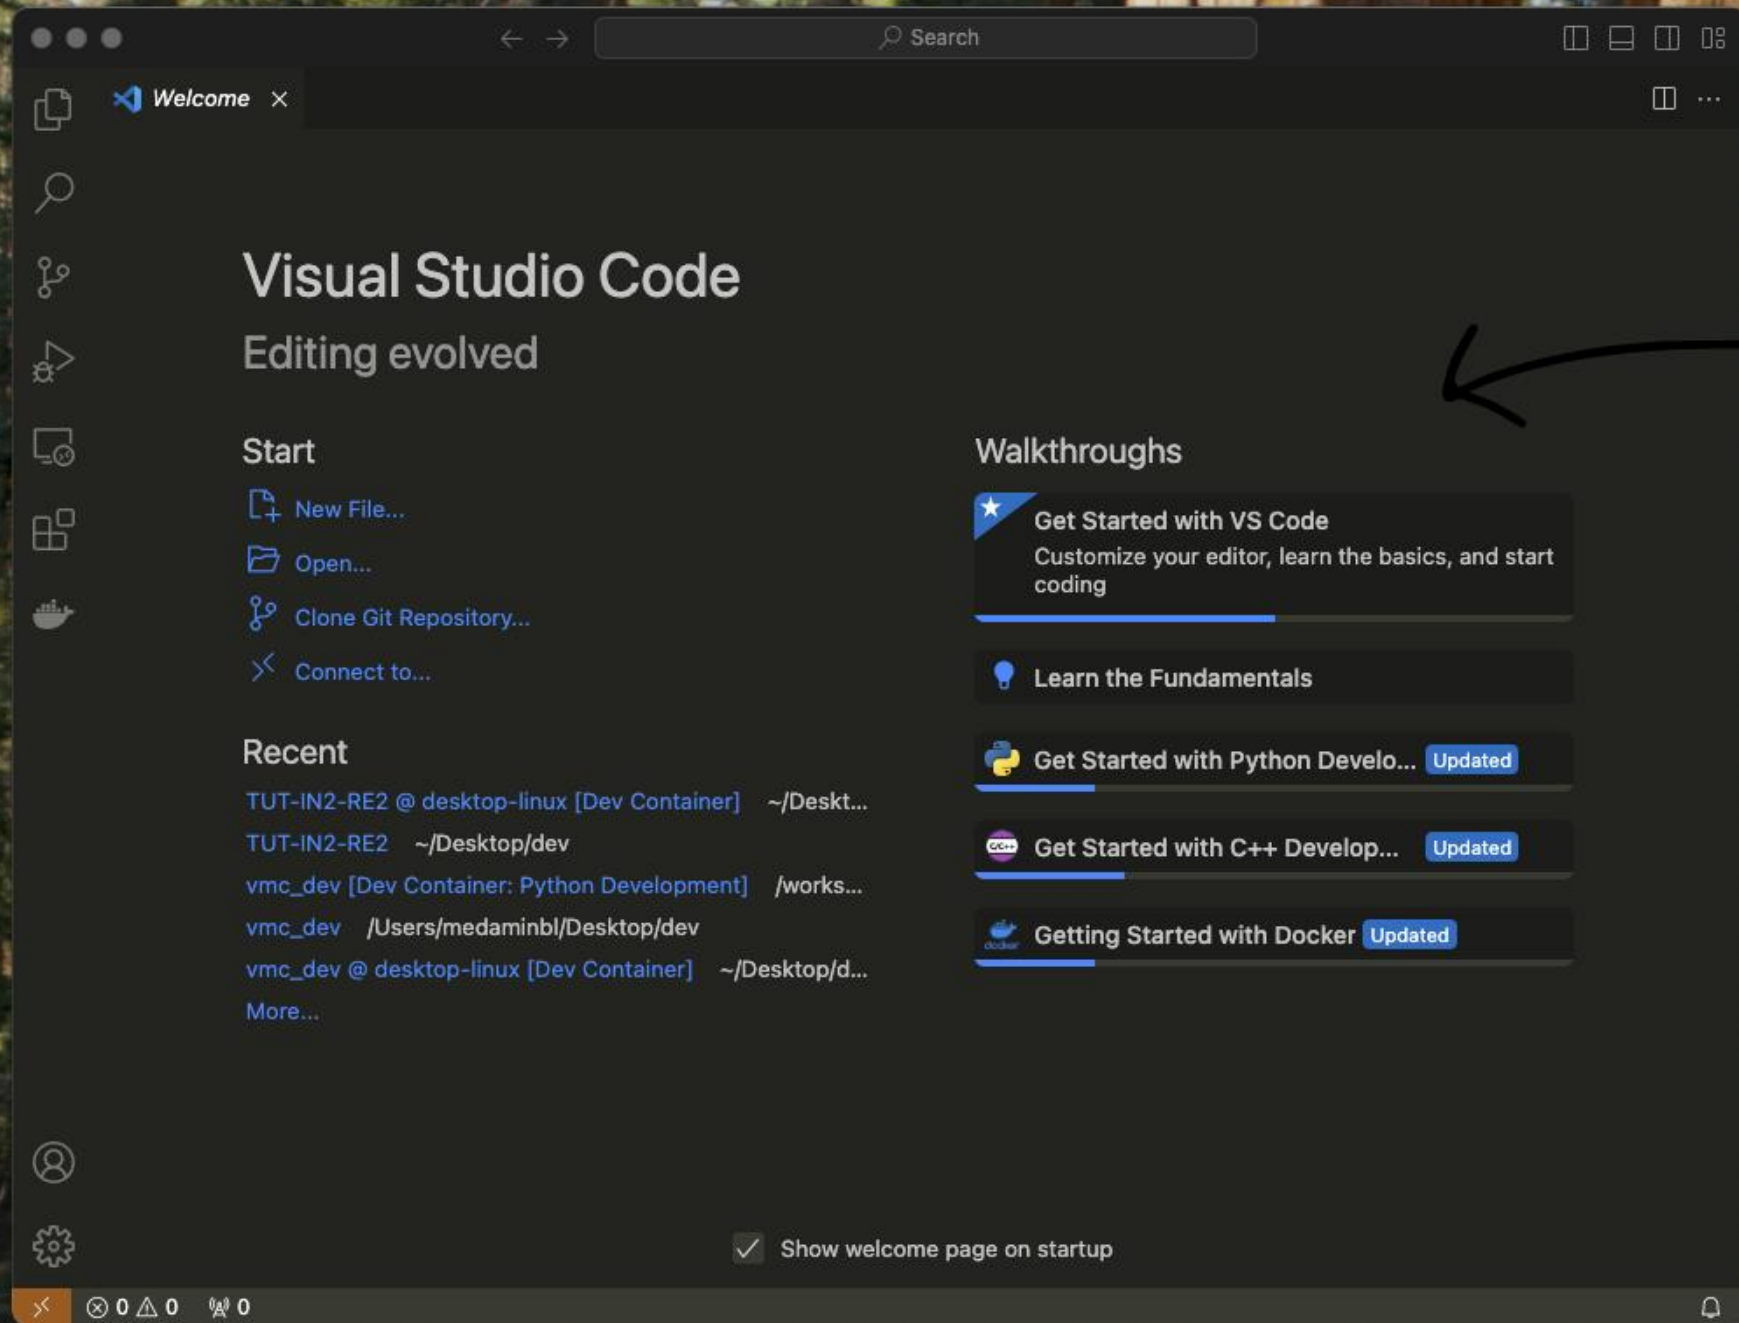 Search
Welcome
Visual Studio Code
Editing evolved
Start
New File...
Open...
Clone Git Repository...
Connect to...
Recent
TUT-IN2-RE2 @ desktop-linux [Dev Container] ~/Deskt...
TUT-IN2-RE2 ~/Desktop/dev
vmc_dev [Dev Container: Python Development] /works...
vmc_dev /Users/medaminbl/Desktop/dev
vmc_dev @ desktop-linux [Dev Container] ~/Desktop/d...
More...
Walkthroughs
Get Started with VS Code
Customize your editor, learn the basics, and start
coding
Learn the Fundamentals
Get Started with Python Develo... Updated
C/C++ Get Started with C++ Develop... Updated
docker Getting Started with Docker Updated
Show welcome page on startup
0 0 0